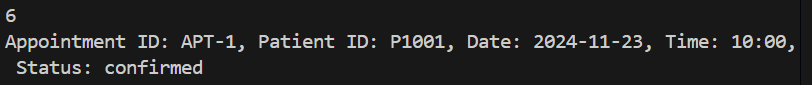 6
Appointment ID: APT-1, Patient ID: P1001, Date: 2024-11-23, Time: 10:00,
Status: confirmed